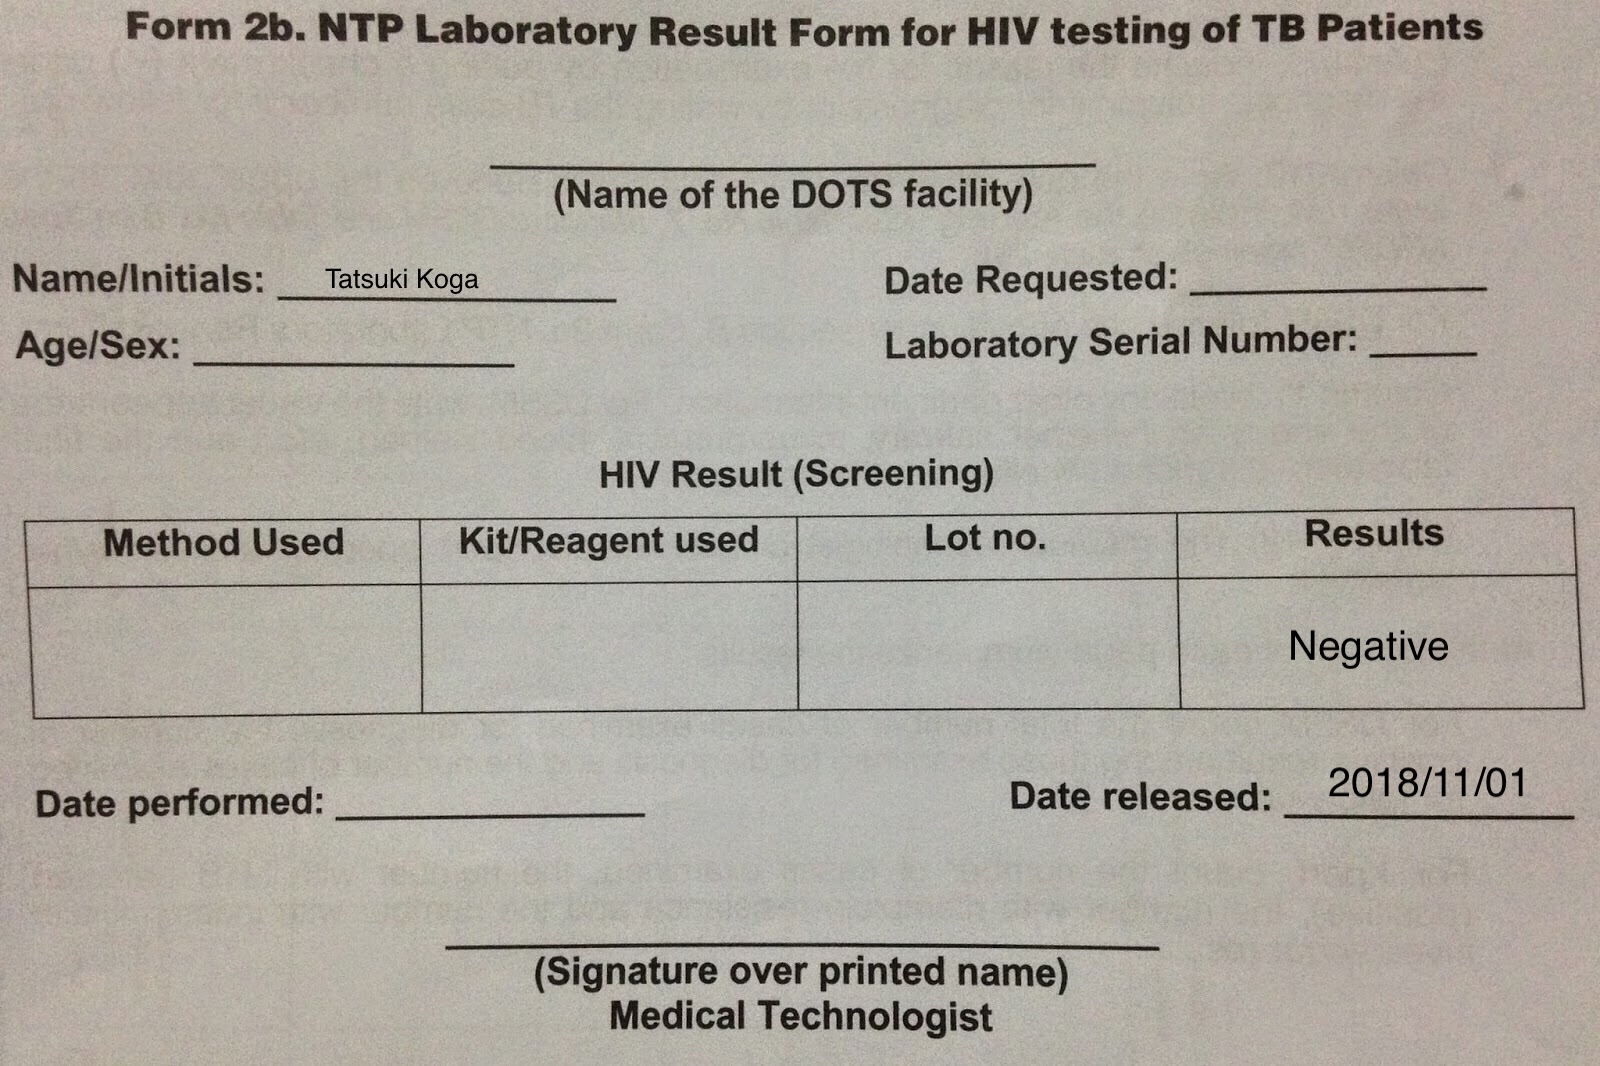 Form 2b. NTP Laboratory Result Form for HIV testing of TB Patients
(Name of the DOTS facility)
Name/Initials: Tatsuki Koga Date Requested:
Age/Sex: Laboratory Serial Number:
HIV Result (Screening)
Method Used Kit/Reagent used Lot no. Results
Negative
Date performed: Date released: 2018/11/01
(Signature over printed name)
Medical Technologist